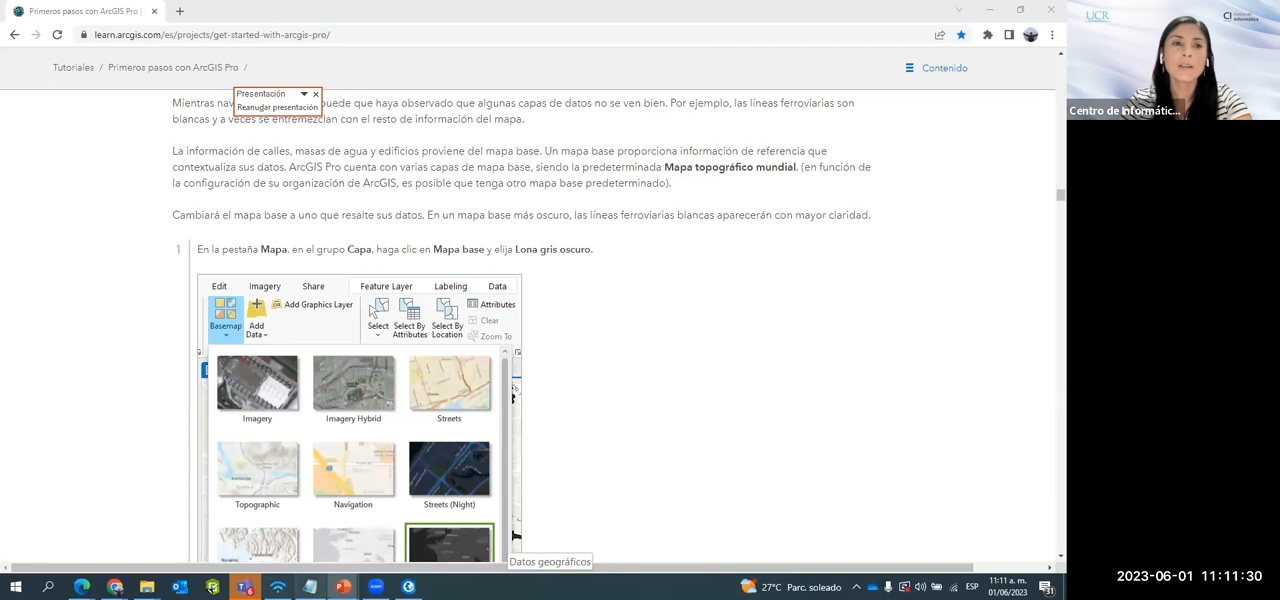 Primeros pasos con ArcGIS Pro |
learn.arcgis.com/es/projects/get-started-with-arcgis-pro/
UCR
CI
Tutoriales / Primeros pasos con ArcGIS Pro /
Contenido
Presentación
Reanudar presentación
Mientras nav puede que haya observado que algunas capas de datos no se ven bien. Por ejemplo, las líneas ferroviarias son
blancas y a veces se entremezclan con el resto de información del mapa.
Centro de Informátic...
La información de calles, masas de agua y edificios proviene del mapa base. Un mapa base proporciona información de referencia que
contextualiza sus datos. ArcGIS Pro cuenta con varias capas de mapa base, siendo la predeterminada Mapa topográfico mundial. (en función de
la configuración de su organización de ArcGIS, es posible que tenga otro mapa base predeterminado).
Cambiará el mapa base a uno que resalte sus datos. En un mapa base más oscuro, las líneas ferroviarias blancas aparecerán con mayor claridad.
1 En la pestaña Mapa, en el grupo Capa, haga clic en Mapa base y elija Lona gris oscuro.
Edit Imagery Share Feature Layer Labeling Data
Basemap
Add Data
Add Graphics Layer
Select
Select By Attributes
Select By Location
Attributes
Clear
Zoom To
Imagery Imagery Hybrid Streets
Topographic Navigation Streets (Night)
Datos geográficos
27°C Parc. soleado
ESP
11:11 a. m.
01/06/2023
31
2023-06-01 11:11:30